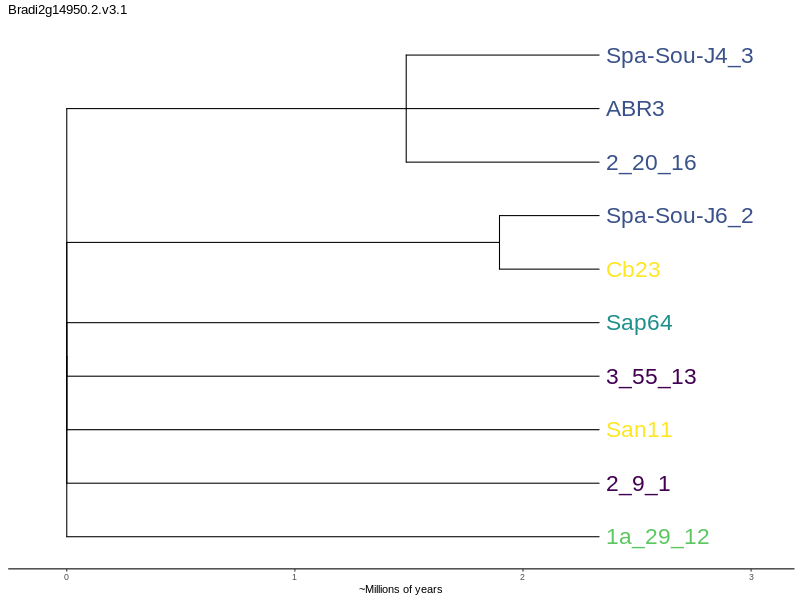 Bradi2g14950.2.v3.1
Spa-Sou-J4_3
ABR3
2_20_16
Spa-Sou-J6_2
Cb23
Sap64
3_55_13
San11
2_9_1
1a_29_12
0 1 2 3
~Millions of years